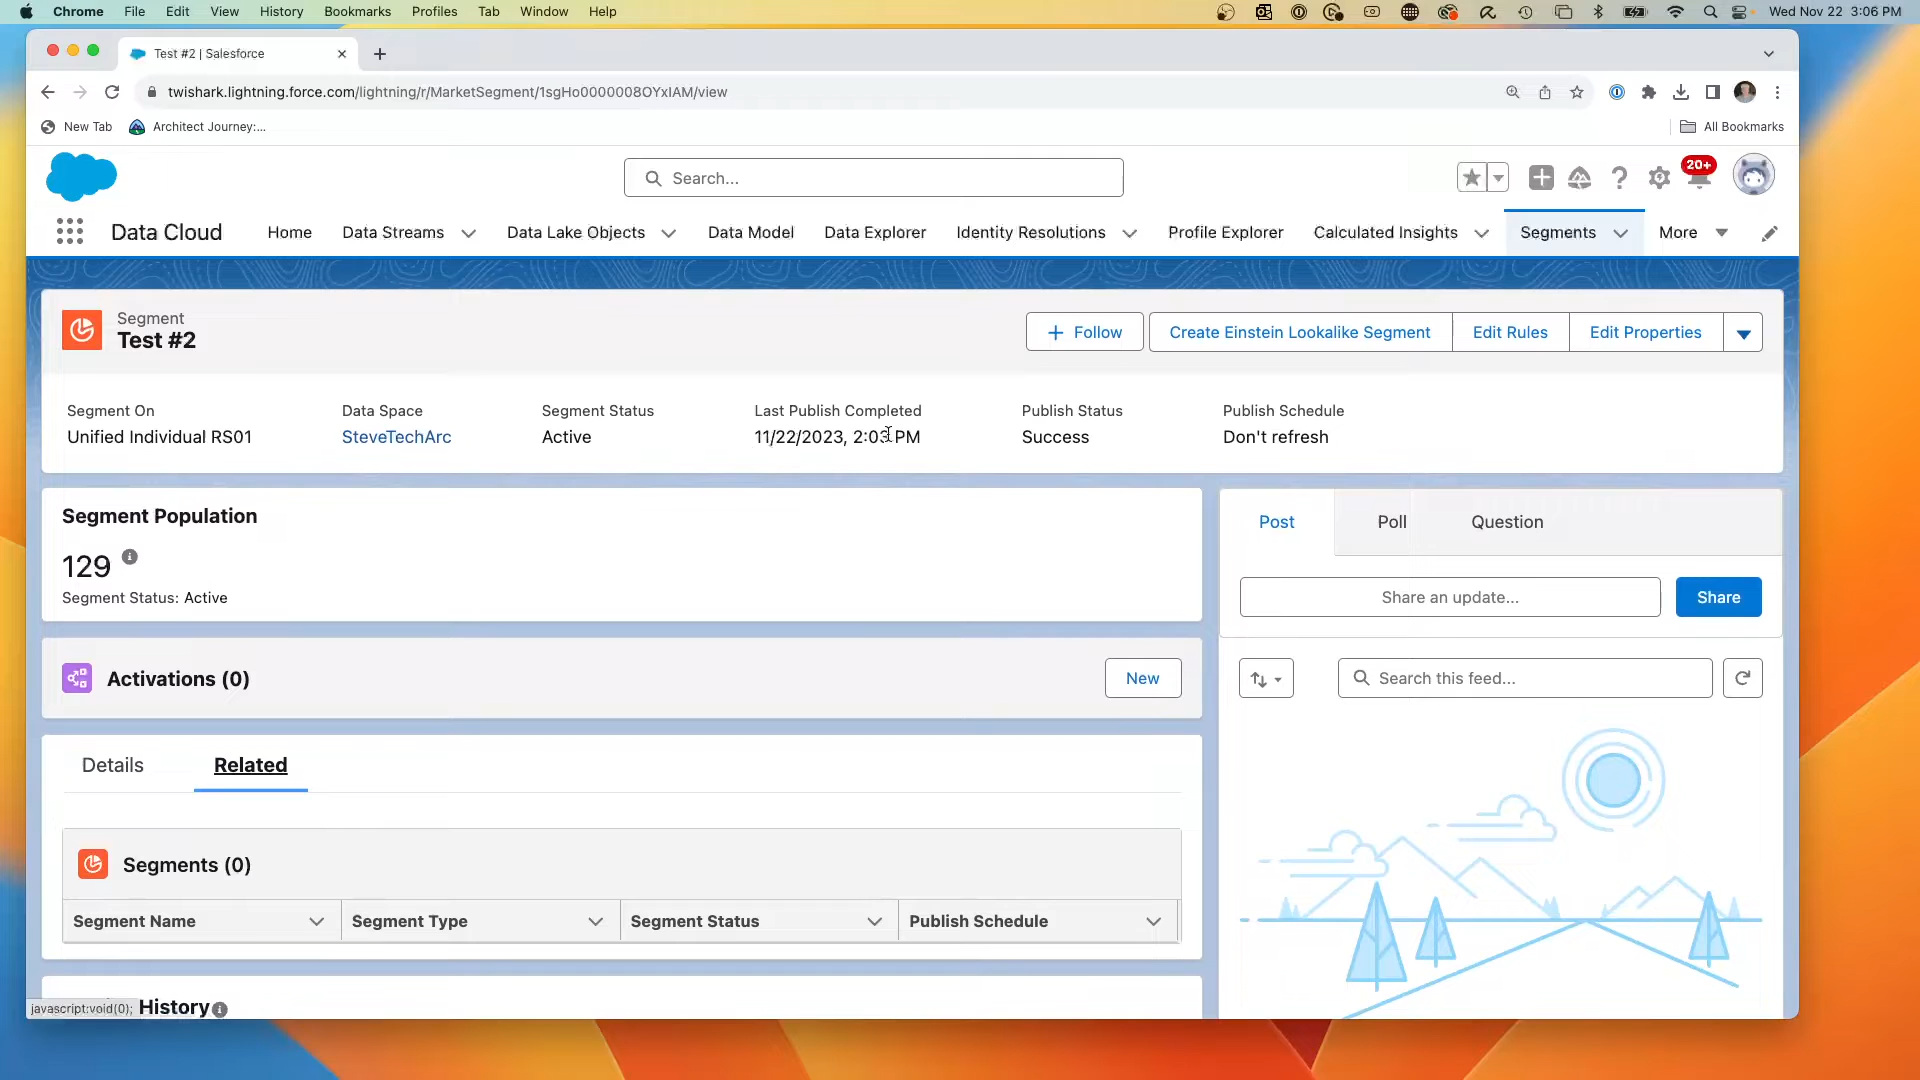 Chrome File Edit View History Bookmarks Profiles Tab Window Help Wed Nov 22 3:06 PM
Test #2 | Salesforce
twishark.lightning.force.com/lightning/r/MarketSegment/1sgHo0000008OYxIAM/view
New Tab Architect Journey:... All Bookmarks
Search... 20+
Data Cloud Home Data Streams Data Lake Objects Data Model Data Explorer Identity Resolutions Profile Explorer Calculated Insights Segments More
Segment
Test #2
Follow Create Einstein Lookalike Segment Edit Rules Edit Properties
Segment On Data Space Segment Status Last Publish Completed Publish Status Publish Schedule
Unified Individual RS01 SteveTechArc Active 11/22/2023, 2:03 PM Success Don't refresh
Segment Population
129
Segment Status: Active
Post Poll Question
Share an update... Share
Activations (0) New
Search this feed...
Details Related
Segments (0)
Segment Name Segment Type Segment Status Publish Schedule
javascript:void(0); History